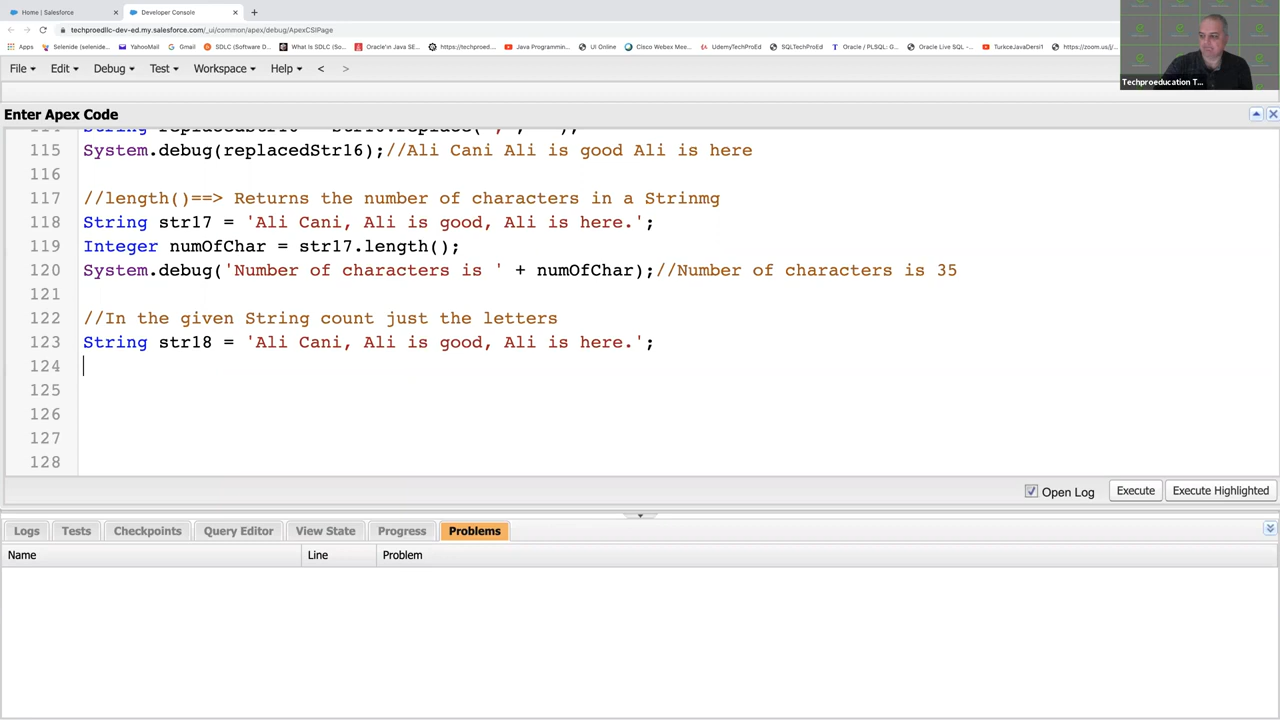 Home | Salesforce
Developer Console
techproedllc-dev-ed.my.salesforce.com/_ui/common/apex/debug/ApexCSIPage
Apps Selenide (selenide... YahooMail Gmail SDLC (Software D... What Is SDLC (Soft... Oracle'ın Java SE... https://techproed.... Java Programmin... UI Online Cisco Webex Mee... UdemyTechProEd SQLTechProEd Oracle / PLSQL: G... Oracle Live SQL -... TurkceJavaDersi1 https://zoom.us/j/...
Techproeducation T...
File Edit Debug Test Workspace Help < >
Enter Apex Code
115 System.debug(replacedStr16);//Ali Cani Ali is good Ali is here
116
117 //length()==> Returns the number of characters in a Strinmg
118 String str17 = 'Ali Cani, Ali is good, Ali is here.';
119 Integer numOfChar = str17.length();
120 System.debug('Number of characters is ' + numOfChar);//Number of characters is 35
121
122 //In the given String count just the letters
123 String str18 = 'Ali Cani, Ali is good, Ali is here.';
124
125
126
127
128
Open Log Execute Execute Highlighted
Logs Tests Checkpoints Query Editor View State Progress Problems
Name Line Problem